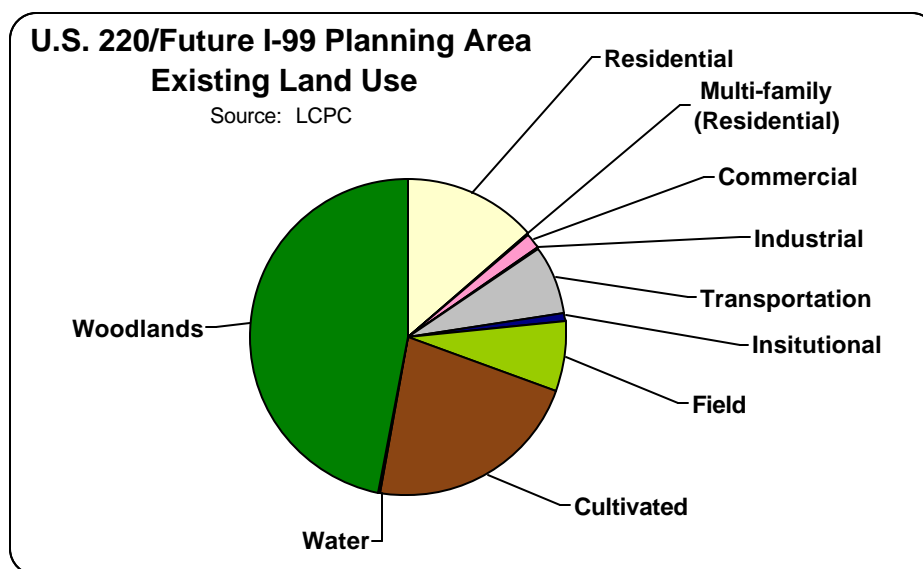 U.S. 220/Future I-99 Planning Area
Existing Land Use
Source: LCPC
Residential
Multi-family
(Residential)
Commercial
Industrial
Transportation
Insitutional
Field
Cultivated
Water
Woodlands